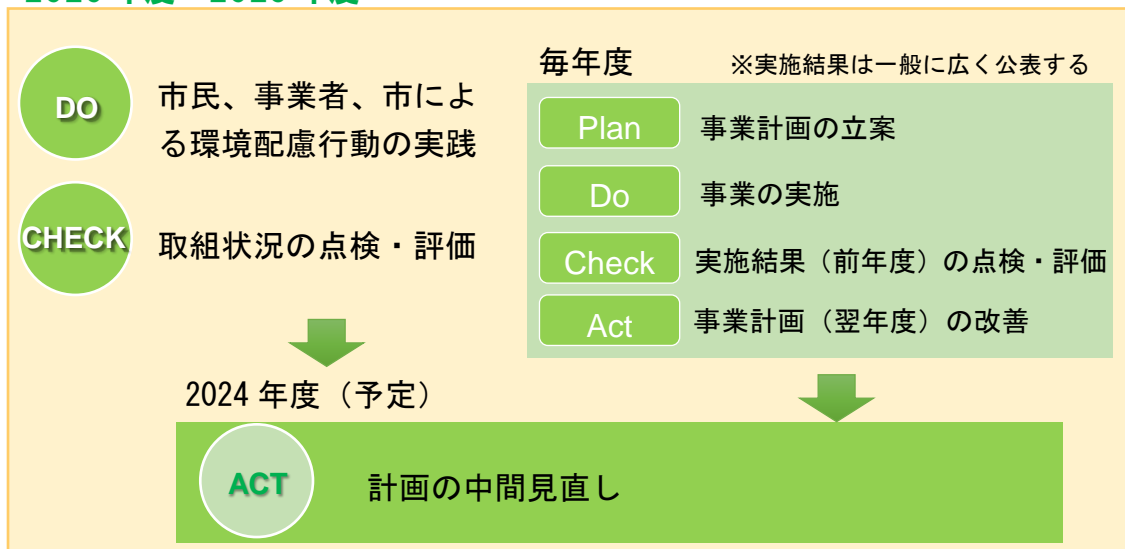 DO
市民、事業者、市によ
る環境配慮行動の実践
CHECK
取組状況の点検・評価
毎年度
※実施結果は一般に広く公表する
Plan
事業計画の立案
Do
事業の実施
Check
実施結果（前年度）の点検・評価
Act
事業計画（翌年度）の改善
2024 年度（予定）
ACT
計画の中間見直し